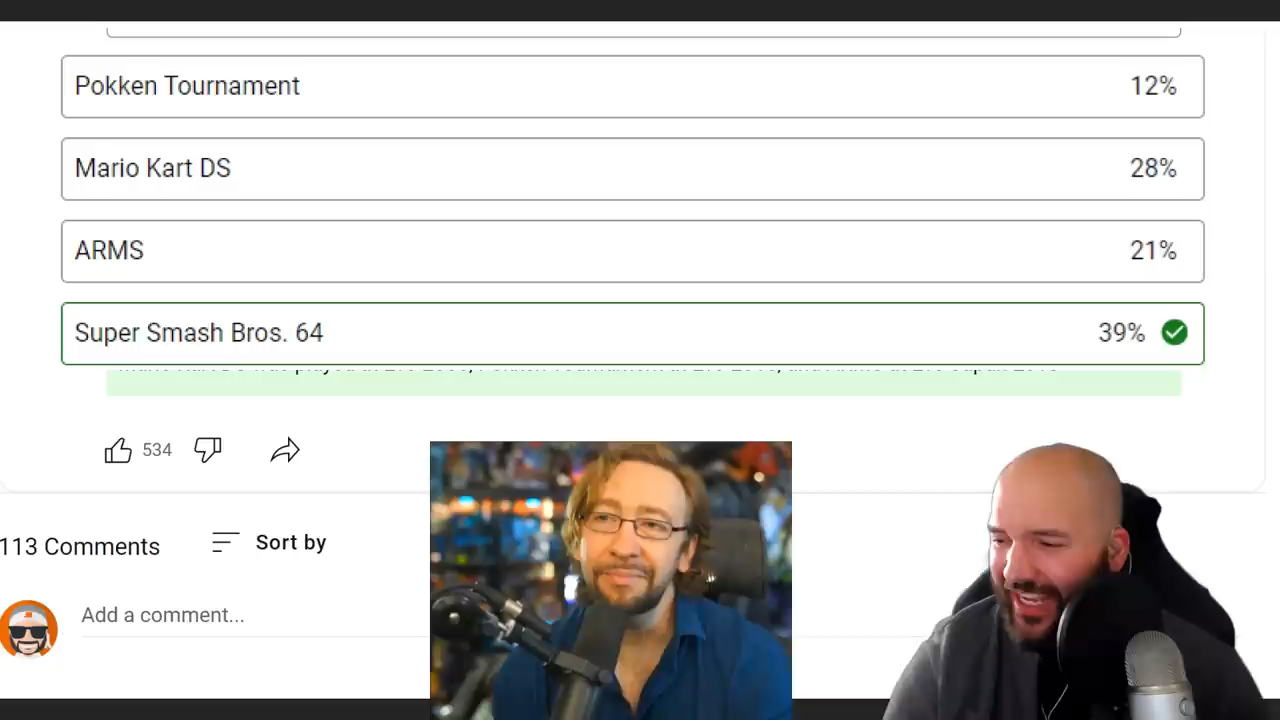 Pokken Tournament 12%
Mario Kart DS 28%
ARMS 21%
Super Smash Bros. 64 39%
534
113 Comments Sort by
Add a comment...